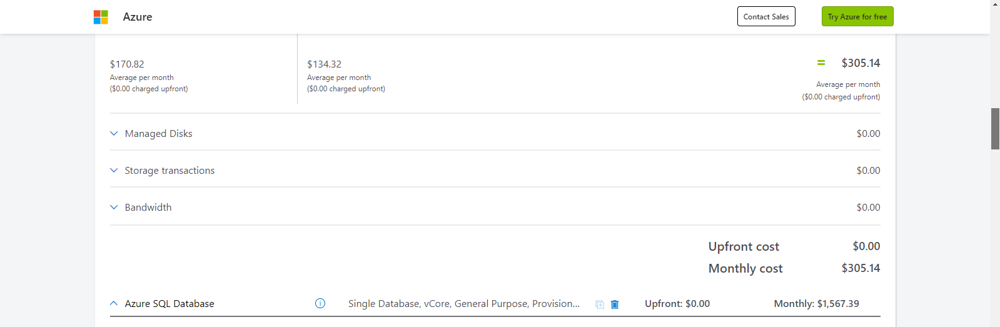 Azure
Contact Sales
Try Azure for free
$170.82
Average per month
($0.00 charged upfront)
$134.32
Average per month
($0.00 charged upfront)
= $305.14
Average per month
($0.00 charged upfront)
Managed Disks $0.00
Storage transactions $0.00
Bandwidth $0.00
Upfront cost $0.00
Monthly cost $305.14
Azure SQL Database Single Database, vCore, General Purpose, Provision... Upfront: $0.00 Monthly: $1,567.39